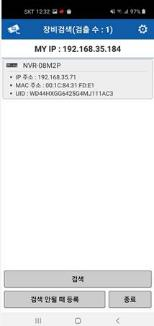 SKT 12:32 97%
장비검색(검출 수 : 1)
MY IP : 192.168.35.184
NVR-08M2P
• IP 주소 : 192.168.35.71
• MAC 주소 : 00:1C:84:31:FD:E1
• UID : WD44HXGG6425G4MJ111AC3
검색
검색 안될 때 등록
종료